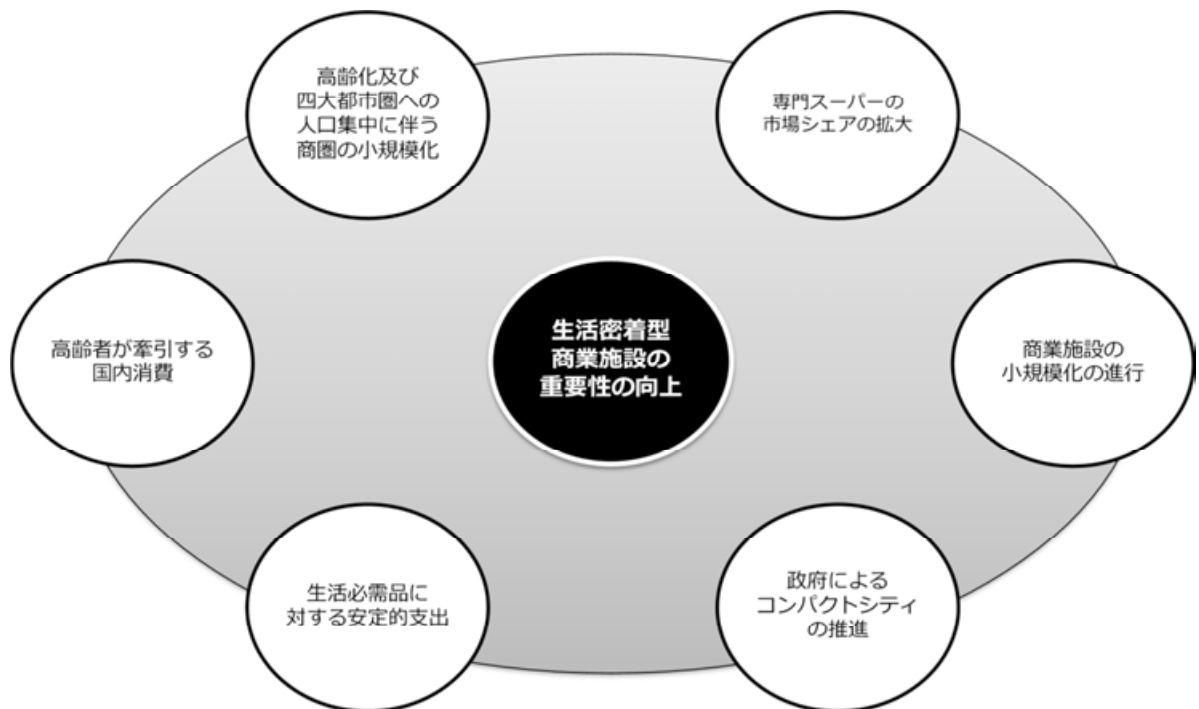 高齢化及び
四大都市圏への
人口集中に伴う
商圏の小規模化
専門スーパーの
市場シェアの拡大
高齢者が牽引する
国内消費
生活密着型
商業施設の
重要性の向上
商業施設の
小規模化の進行
生活必需品に
対する安定的支出
政府による
コンパクトシティ
の推進